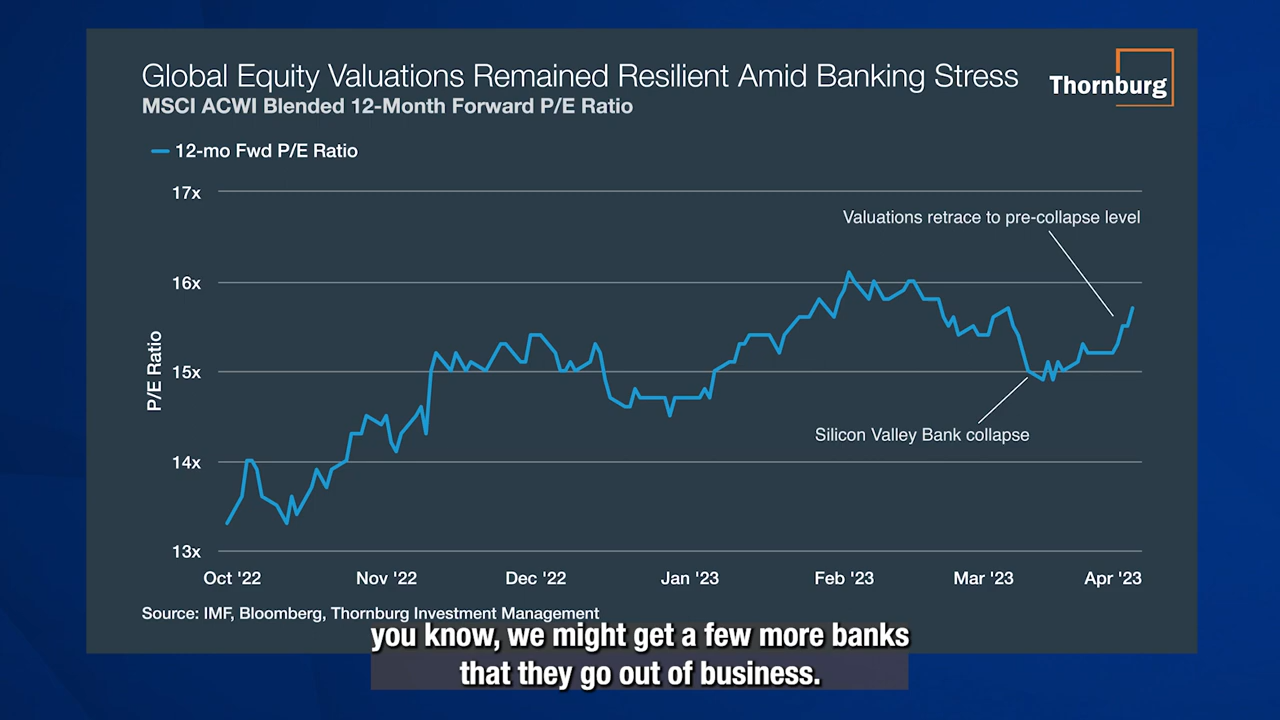 Global Equity Valuations Remained Resilient Amid Banking Stress
MSCI ACWI Blended 12-Month Forward P/E Ratio
Thornburg
12-mo Fwd P/E Ratio
17x
Valuations retrace to pre-collapse level
16x
15x
P/E Ratio
Silicon Valley Bank collapse
14x
13x
Oct '22 Nov '22 Dec '22 Jan '23 Feb '23 Mar '23 Apr '23
Source: IMF, Bloomberg, Thornburg Investment Management
you know, we might get a few more banks
that they go out of business.